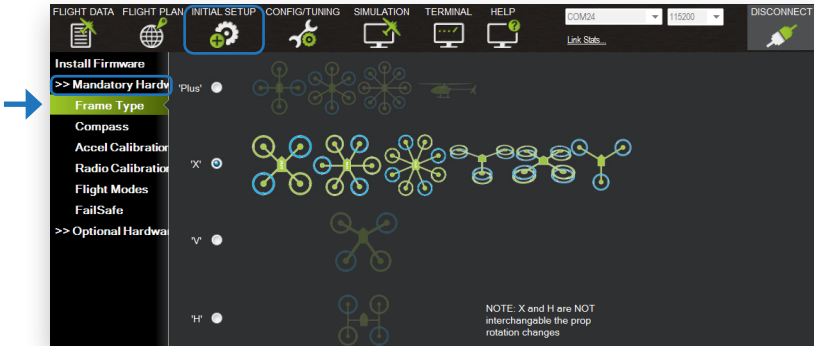 FLIGHT DATA FLIGHT PLAN INITIAL SETUP CONFIG/TUNING SIMULATION TERMINAL HELP COM24 115200 DISCONNECT
Link Stats...
Install Firmware
>> Mandatory Hardw
'Plus'
Frame Type
Compass
Accel Calibration
'X'
Radio Calibration
Flight Modes
FailSafe
>> Optional Hardwa
'V'
'H'
NOTE: X and H are NOT
interchangable the prop
rotation changes